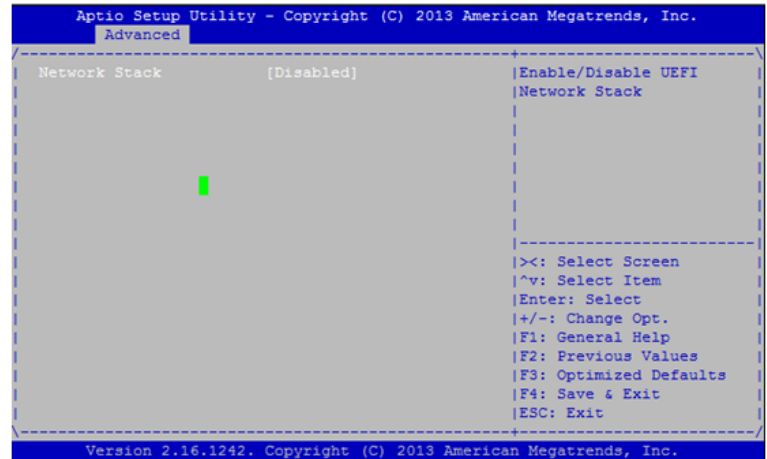 Aptio Setup Utility - Copyright (C) 2013 American Megatrends, Inc.
Advanced
Network Stack [Disabled]
Enable/Disable UEFI
Network Stack
><: Select Screen
^v: Select Item
Enter: Select
+/-: Change Opt.
F1: General Help
F2: Previous Values
F3: Optimized Defaults
F4: Save & Exit
ESC: Exit
Version 2.16.1242. Copyright (C) 2013 American Megatrends, Inc.